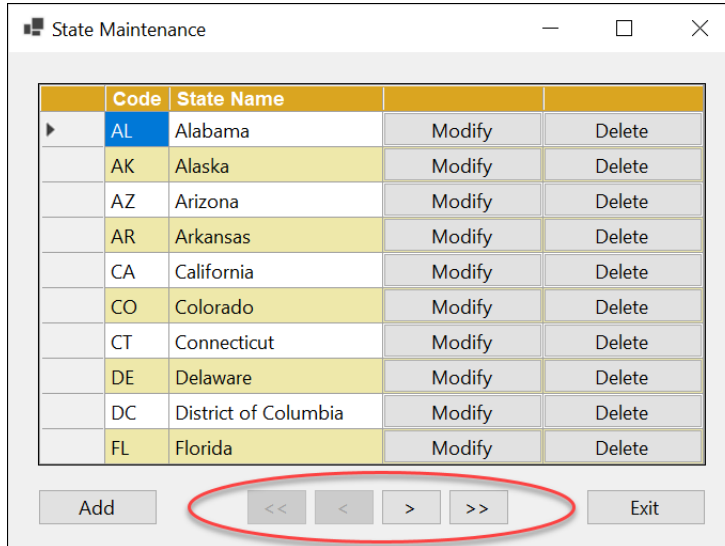 State Maintenance
Code State Name
AL Alabama Modify Delete
AK Alaska Modify Delete
AZ Arizona Modify Delete
AR Arkansas Modify Delete
CA California Modify Delete
CO Colorado Modify Delete
CT Connecticut Modify Delete
DE Delaware Modify Delete
DC District of Columbia Modify Delete
FL Florida Modify Delete
Add << < > >> Exit